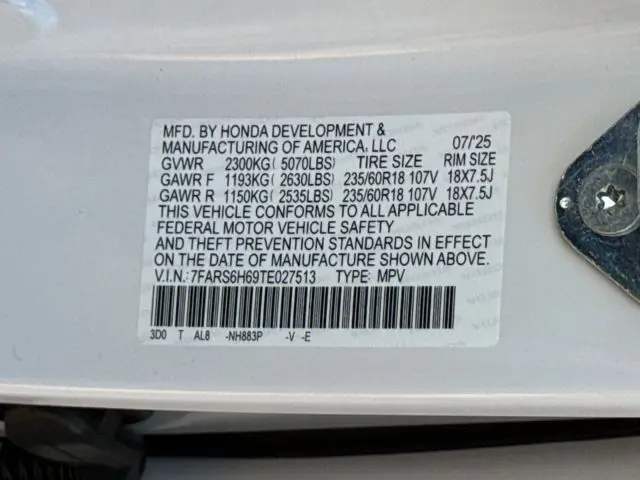 MFD. BY HONDA DEVELOPMENT &
MANUFACTURING OF AMERICA, LLC 07/'25
GVWR 2300KG ( 5070LBS) TIRE SIZE RIM SIZE
GAWR F 1193KG ( 2630LBS) 235/60R18 107V 18X7.5J
GAWR R 1150KG ( 2535LBS) 235/60R18 107V 18X7.5J
THIS VEHICLE CONFORMS TO ALL APPLICABLE
FEDERAL MOTOR VEHICLE SAFETY
AND THEFT PREVENTION STANDARDS IN EFFECT
ON THE DATE OF MANUFACTURE SHOWN ABOVE.
V.I.N.: 7FARS6H69TE027513 TYPE: MPV
3D0 T AL8 -NH883P -V -E